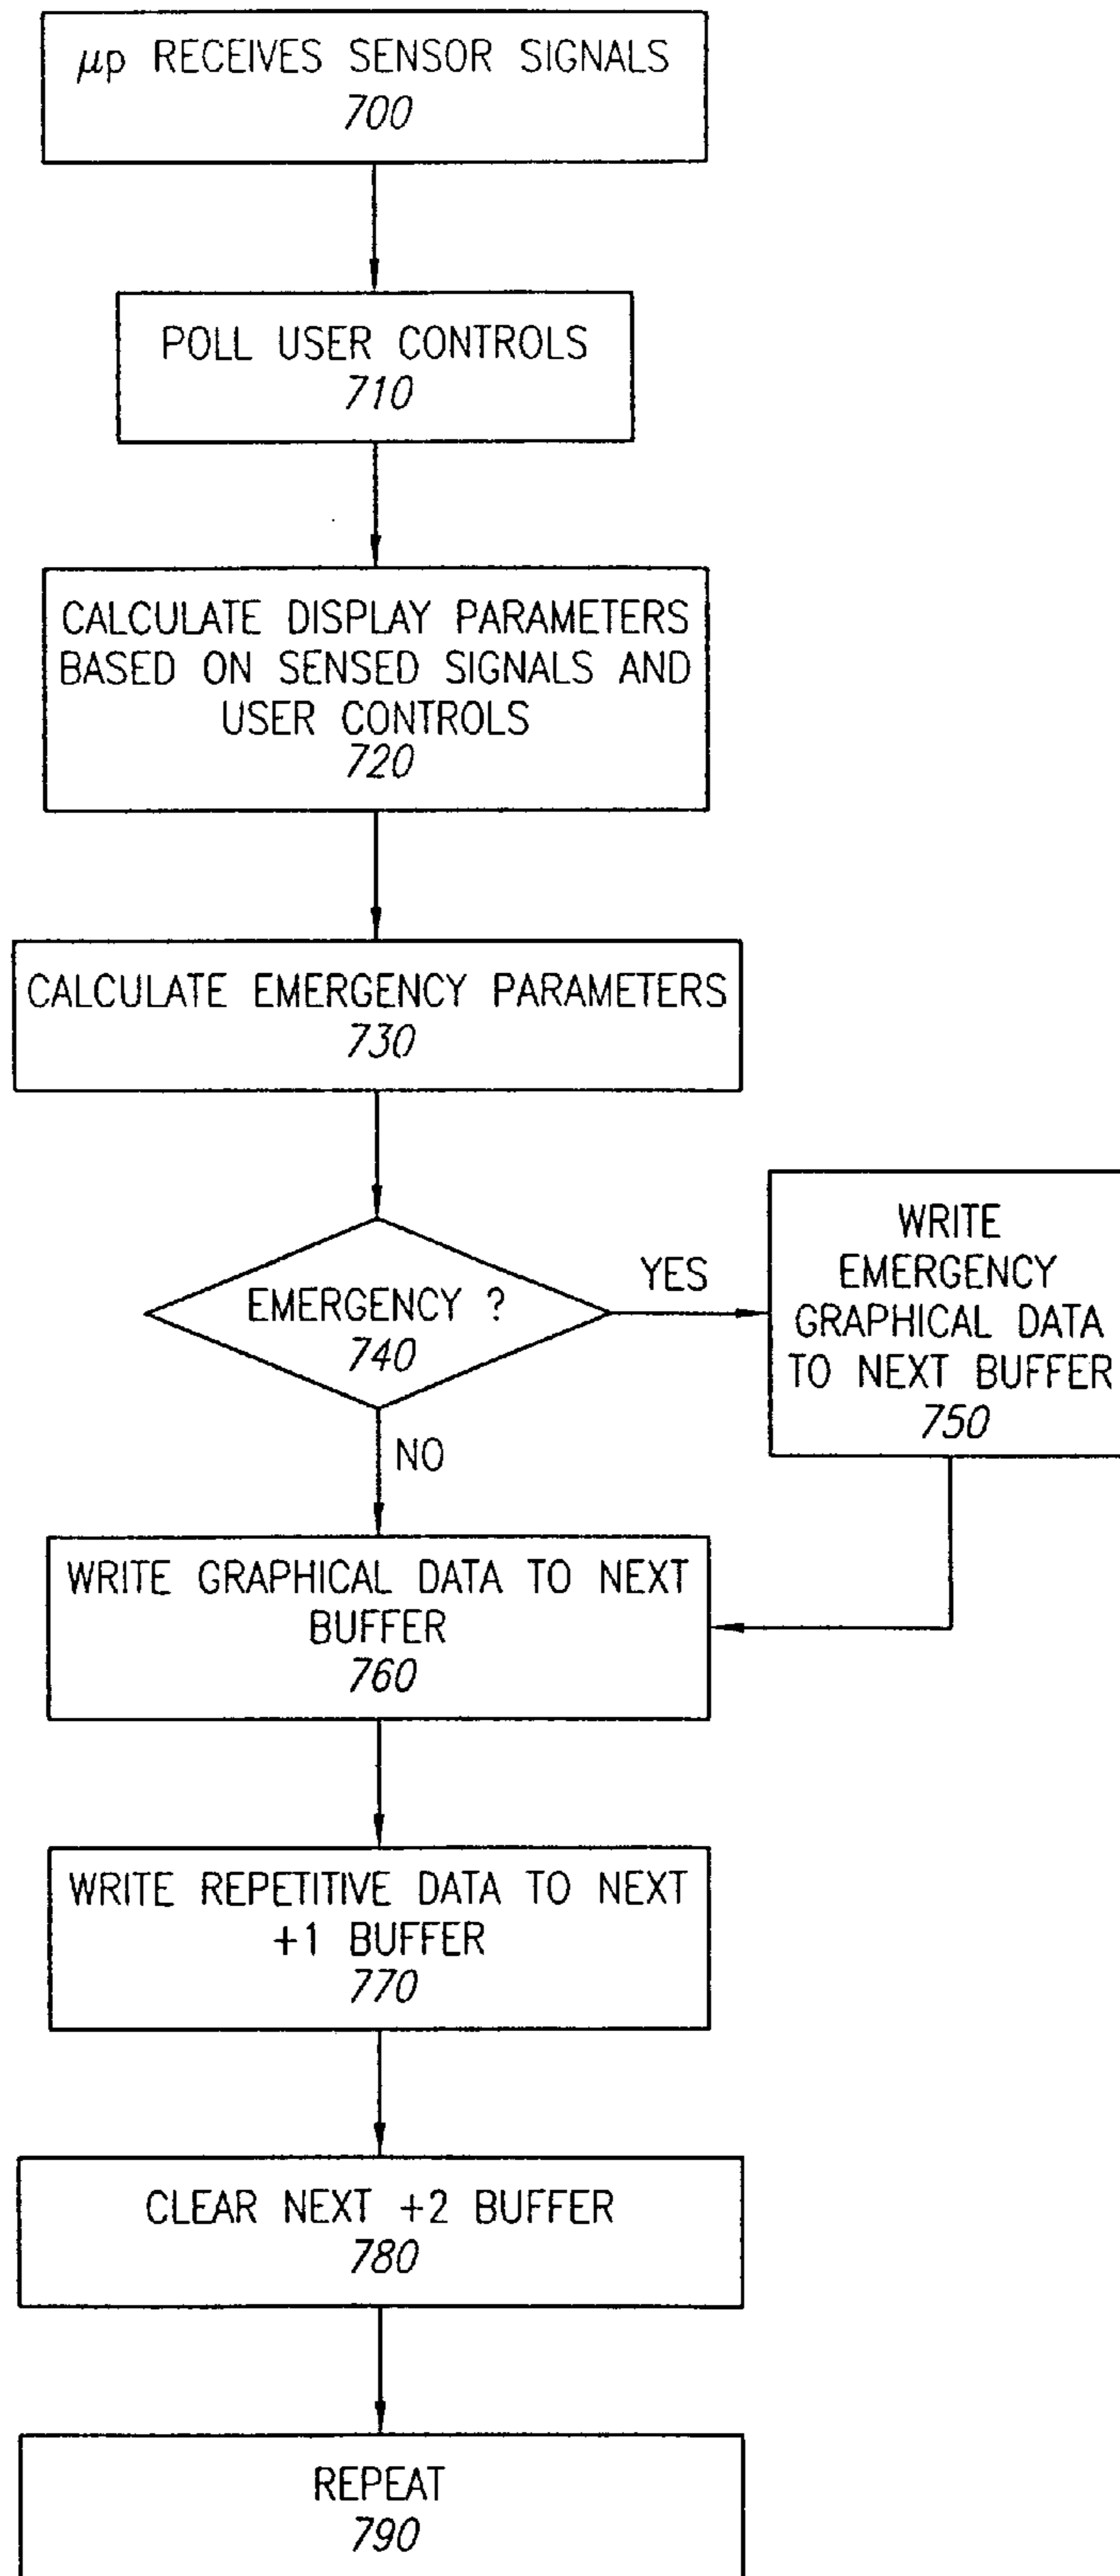 μp RECEIVES SENSOR SIGNALS
700
POLL USER CONTROLS
710
CALCULATE DISPLAY PARAMETERS
BASED ON SENSED SIGNALS AND
USER CONTROLS
720
CALCULATE EMERGENCY PARAMETERS
730
EMERGENCY ?
740
YES
WRITE
EMERGENCY
GRAPHICAL DATA
TO NEXT BUFFER
750
NO
WRITE GRAPHICAL DATA TO NEXT
BUFFER
760
WRITE REPETITIVE DATA TO NEXT
+1 BUFFER
770
CLEAR NEXT +2 BUFFER
780
REPEAT
790